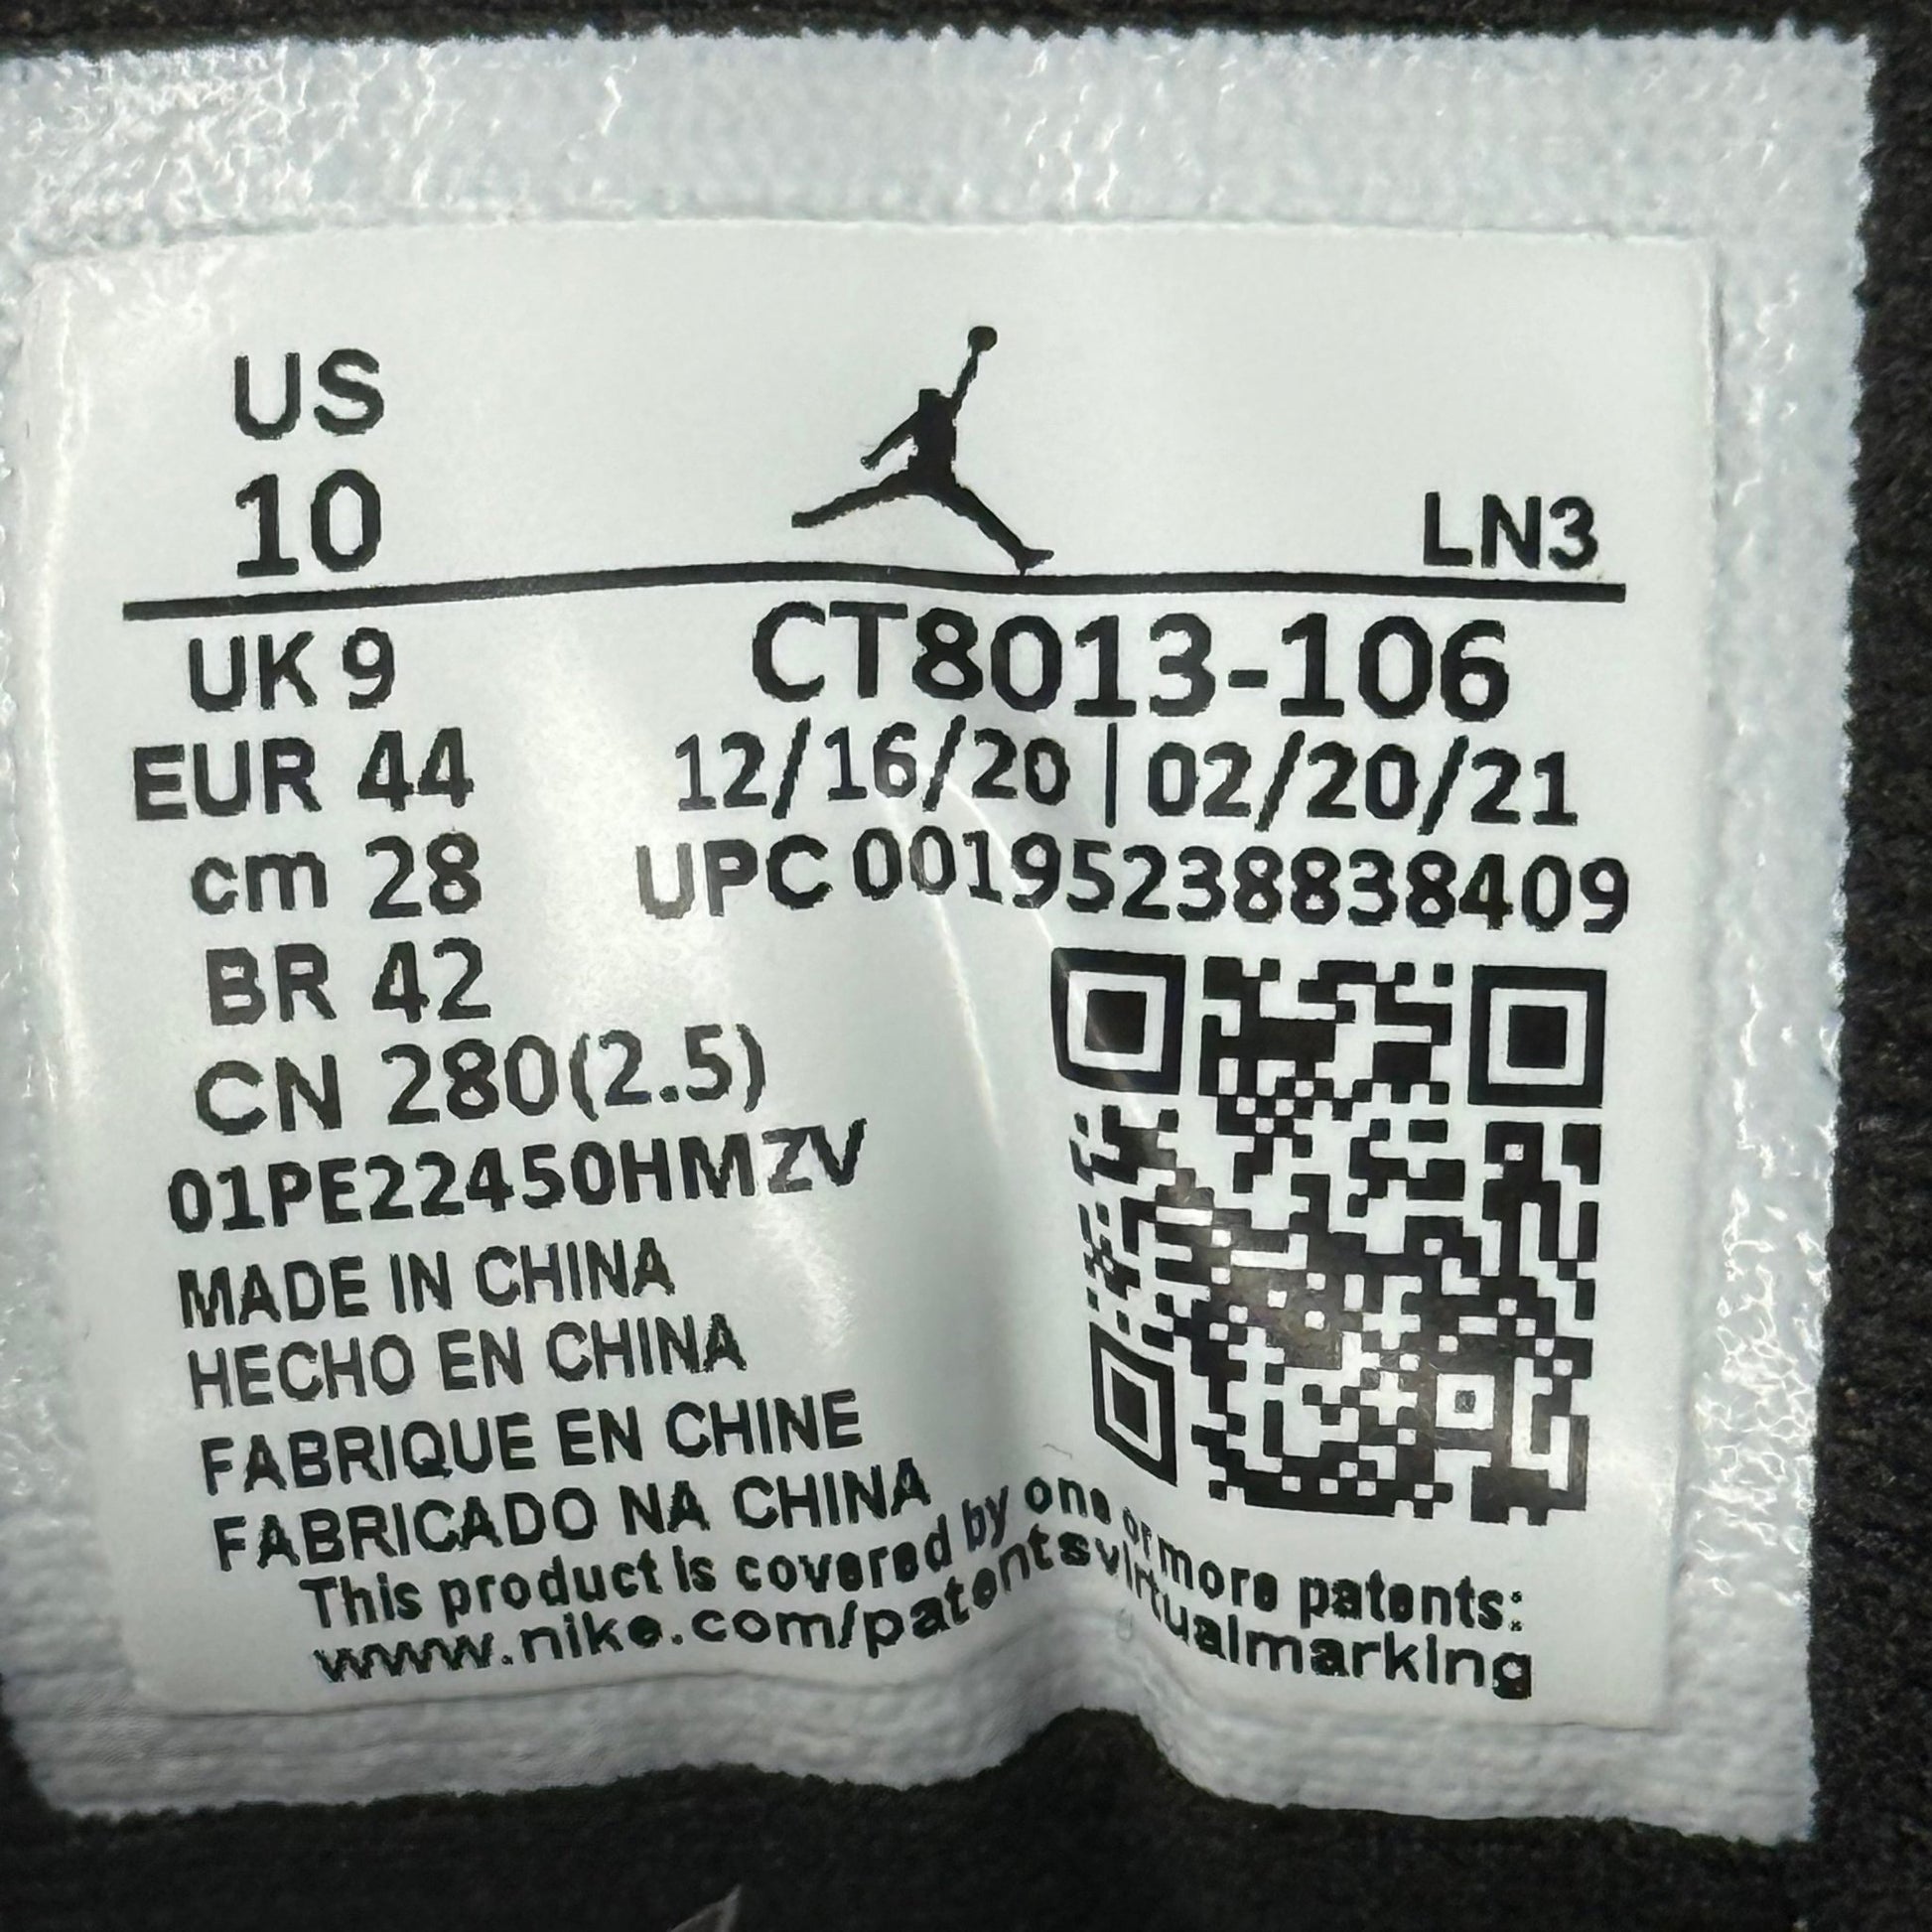 US
10
LN3
UK 9
CT8013-106
EUR 44
12/16/20 | 02/20/21
cm 28
UPC 00195238838409
BR 42
CN 280(2.5)
01PE22450HMZV
MADE IN CHINA
HECHO EN CHINA
FABRIQUE EN CHINE
FABRICADO NA CHINA
This product is covered by one or more patents:
www.nike.com/patentsvirtualmarking